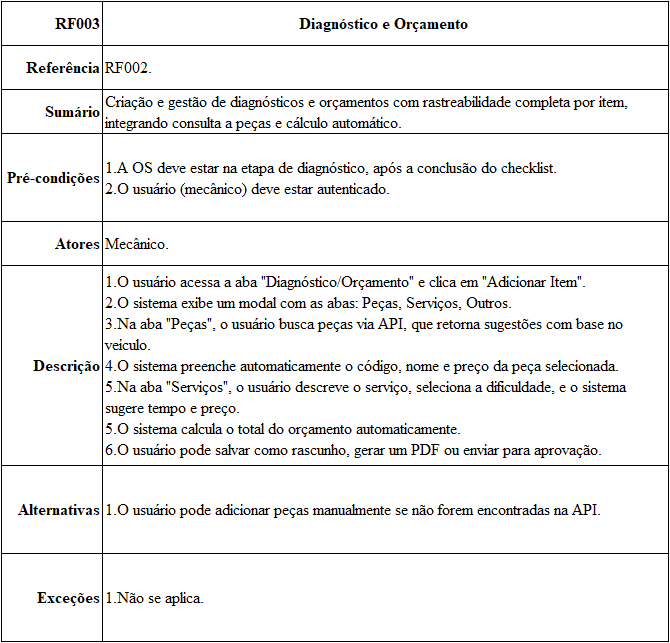 RF003 Diagnóstico e Orçamento
Referência RF002.
Sumário Criação e gestão de diagnósticos e orçamentos com rastreabilidade completa por item,
integrando consulta a peças e cálculo automático.
Pré-condições 1.A OS deve estar na etapa de diagnóstico, após a conclusão do checklist.
2.O usuário (mecânico) deve estar autenticado.
Atores Mecânico.
Descrição 1.O usuário acessa a aba "Diagnóstico/Orçamento" e clica em "Adicionar Item".
2.O sistema exibe um modal com as abas: Peças, Serviços, Outros.
3.Na aba "Peças", o usuário busca peças via API, que retorna sugestões com base no
veículo.
4.O sistema preenche automaticamente o código, nome e preço da peça selecionada.
5.Na aba "Serviços", o usuário descreve o serviço, seleciona a dificuldade, e o sistema
sugere tempo e preço.
5.O sistema calcula o total do orçamento automaticamente.
6.O usuário pode salvar como rascunho, gerar um PDF ou enviar para aprovação.
Alternativas 1.O usuário pode adicionar peças manualmente se não forem encontradas na API.
Exceções 1.Não se aplica.